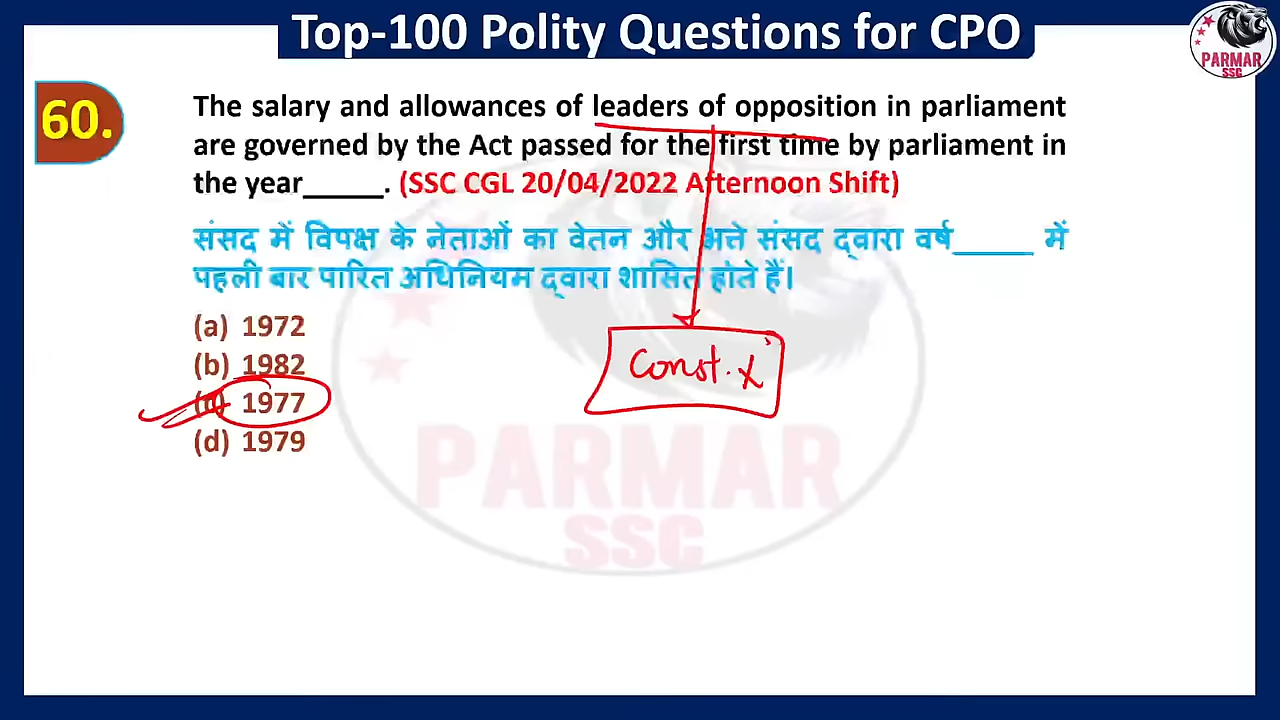 Top-100 Polity Questions for CPO
PARMAR
SSC
60.
The salary and allowances of leaders of opposition in parliament
are governed by the Act passed for the first time by parliament in
the year_____. (SSC CGL 20/04/2022 Afternoon Shift)
संसद में विपक्ष के नेताओं का वेतन और भत्ते संसद द्वारा वर्ष_____ में
पहली बार पारित अधिनियम द्वारा शासित होते हैं।
(a) 1972
(b) 1982
(c) 1977
(d) 1979
Const. X
PARMAR
SSC